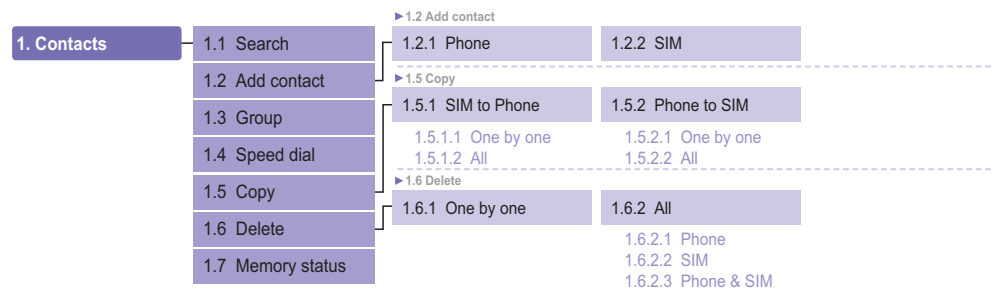 1. Contacts
1.1 Search
1.2 Add contact
1.3 Group
1.4 Speed dial
1.5 Copy
1.6 Delete
1.7 Memory status
►1.2 Add contact
1.2.1 Phone
1.2.2 SIM
►1.5 Copy
1.5.1 SIM to Phone
1.5.1.1 One by one
1.5.1.2 All
1.5.2 Phone to SIM
1.5.2.1 One by one
1.5.2.2 All
►1.6 Delete
1.6.1 One by one
1.6.2 All
1.6.2.1 Phone
1.6.2.2 SIM
1.6.2.3 Phone & SIM